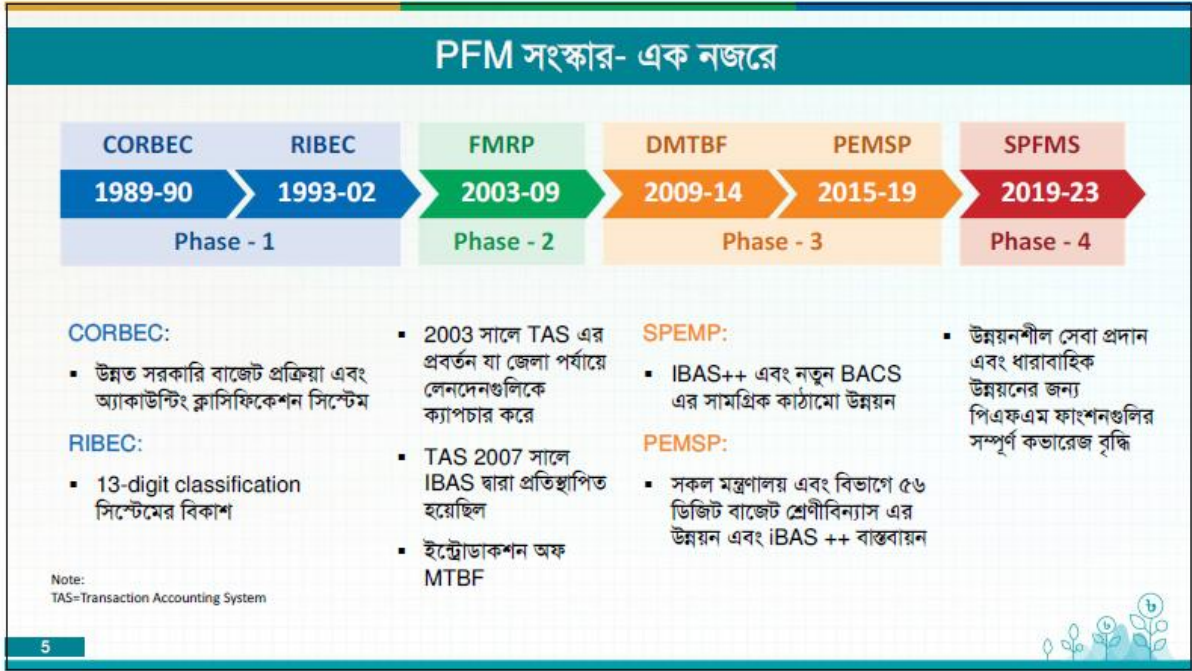 PFM সংস্কার- এক নজরে
CORBEC
RIBEC
FMRP
DMTBF
PEMSP
SPFMS
1989-90
1993-02
2003-09
2009-14
2015-19
2019-23
Phase - 1
Phase - 2
Phase - 3
Phase - 4
CORBEC:
▪ উন্নত সরকারি বাজেট প্রক্রিয়া এবং
অ্যাকাউন্টিং ক্লাসিফিকেশন সিস্টেম
RIBEC:
▪ 13-digit classification
সিস্টেমের বিকাশ
▪ 2003 সালে TAS এর
প্রবর্তন যা জেলা পর্যায়ে
লেনদেনগুলিকে
ক্যাপচার করে
▪ TAS 2007 সালে
IBAS দ্বারা প্রতিস্থাপিত
হয়েছিল
▪ ইন্ট্রোডাকশন অফ
MTBF
SPEMP:
▪ IBAS++ এবং নতুন BACS
এর সামগ্রিক কাঠামো উন্নয়ন
PEMSP:
▪ সকল মন্ত্রণালয় এবং বিভাগে ৫৬
ডিজিট বাজেট শ্রেণীবিন্যাস এর
উন্নয়ন এবং iBAS ++ বাস্তবায়ন
▪ উন্নয়নশীল সেবা প্রদান
এবং ধারাবাহিক
উন্নয়নের জন্য
পিএফএম ফাংশনগুলির
সম্পূর্ণ কভারেজ বৃদ্ধি
Note:
TAS=Transaction Accounting System
5
৳
৳
৳